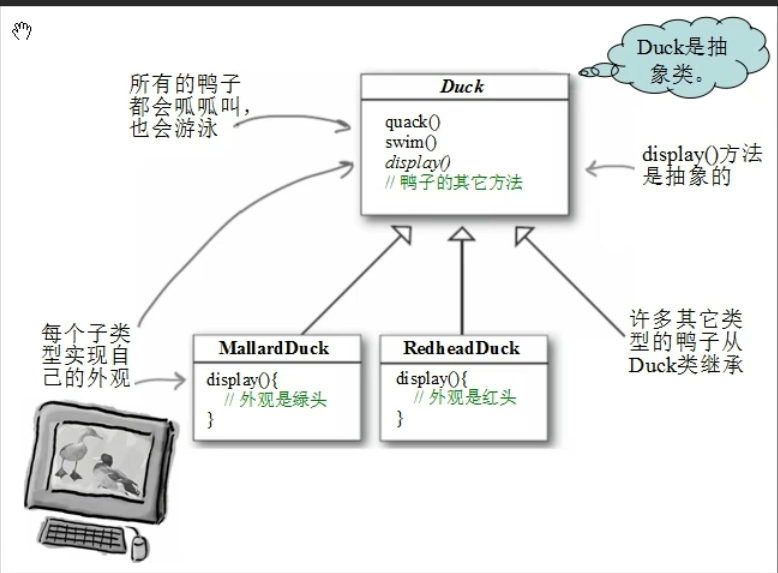 Duck是抽
象类。
所有的鸭子
都会呱呱叫，
也会游泳
Duck
quack()
swim()
display()
// 鸭子的其它方法
display()方法
是抽象的
每个子类
型实现自
己的外观
MallardDuck
display(){
// 外观是绿头
}
RedheadDuck
display(){
// 外观是红头
}
许多其它类
型的鸭子从
Duck类继承